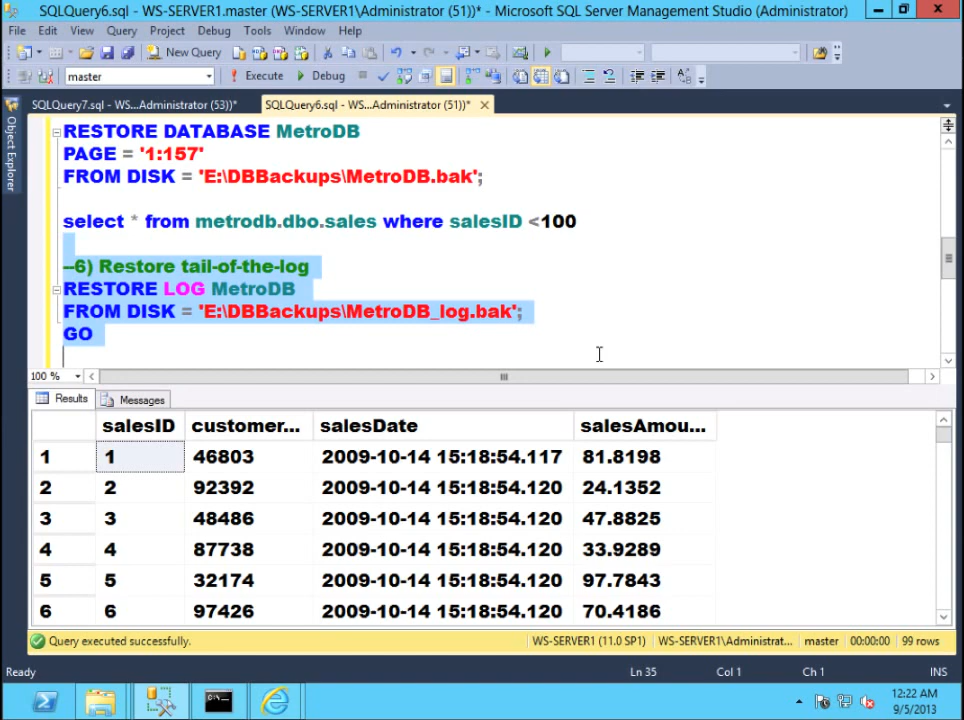 SQLQuery6.sql - WS-SERVER1.master (WS-SERVER1\Administrator (51))* - Microsoft SQL Server Management Studio (Administrator)
File Edit View Query Project Debug Tools Window Help
New Query
master Execute Debug
SQLQuery7.sql - WS...Administrator (53))* SQLQuery6.sql - WS...Administrator (51))*
Object Explorer
RESTORE DATABASE MetroDB
PAGE = '1:157'
FROM DISK = 'E:\DBBackups\MetroDB.bak';
select * from metrodb.dbo.sales where salesID <100
--6) Restore tail-of-the-log
RESTORE LOG MetroDB
FROM DISK = 'E:\DBBackups\MetroDB_log.bak';
GO
100 %
Results Messages
salesID customer... salesDate salesAmou...
1 1 46803 2009-10-14 15:18:54.117 81.8198
2 2 92392 2009-10-14 15:18:54.120 24.1352
3 3 48486 2009-10-14 15:18:54.120 47.8825
4 4 87738 2009-10-14 15:18:54.120 33.9289
5 5 32174 2009-10-14 15:18:54.120 97.7843
6 6 97426 2009-10-14 15:18:54.120 70.4186
Query executed successfully. WS-SERVER1 (11.0 SP1) WS-SERVER1\Administrat... master 00:00:00 99 rows
Ready Ln 35 Col 1 Ch 1 INS
12:22 AM
9/5/2013